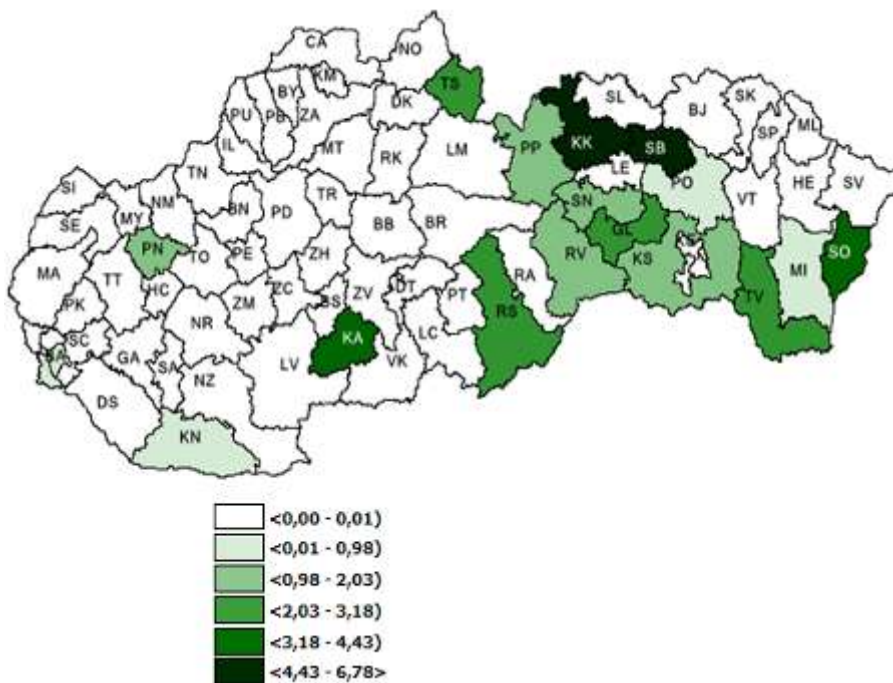 CA
NO
KM
TS
BY
DK
SL
BJ
SK
PU
PB
ZA
ML
SP
IL
MT
PP
KK
SB
RK
LM
LE
TN
PO
HE
SV
SI
NM
TR
VT
BN
PD
SN
SE
MY
BB
BR
GL
PN
TO
PE
ZH
RV
KS
SO
MA
TT
RA
MI
HC
ZM
ZC
ZV
DT
PT
TV
PK
BS
RS
NR
KA
LC
SC
BA
GA
SA
LV
VK
NZ
DS
KN
<0,00 - 0,01)
<0,01 - 0,98)
<0,98 - 2,03)
<2,03 - 3,18)
<3,18 - 4,43)
<4,43 - 6,78>